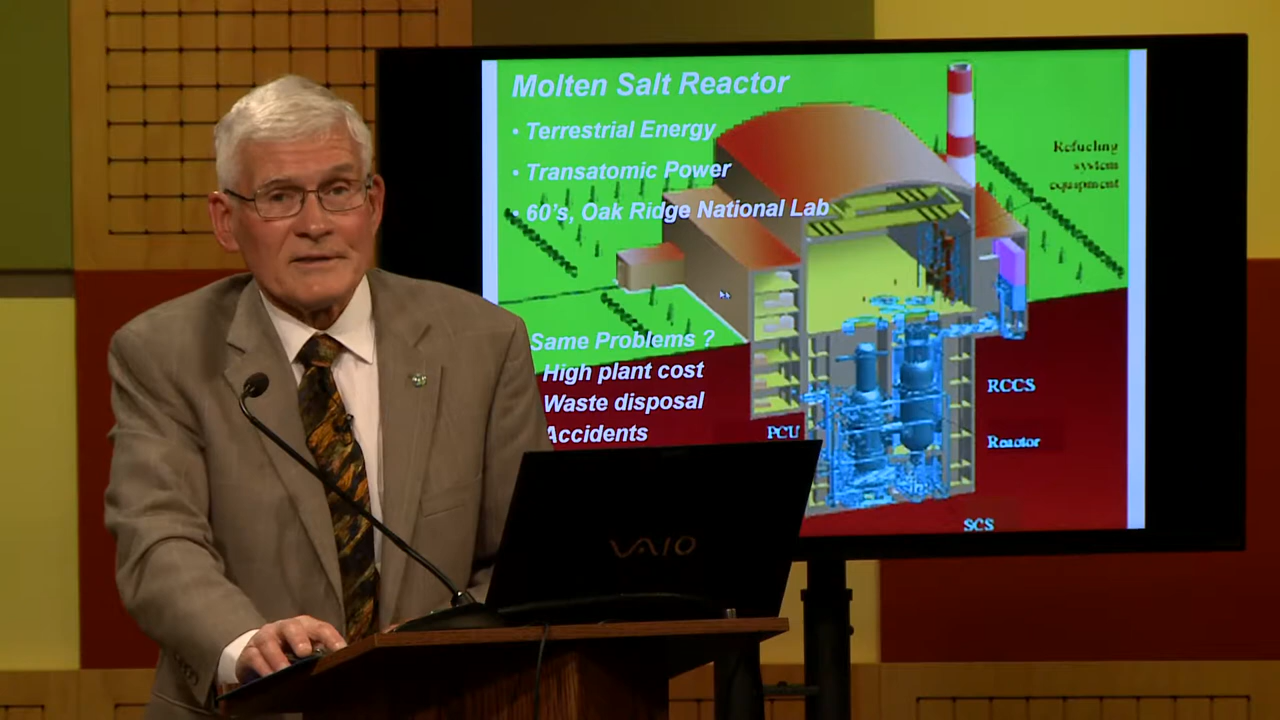 Molten Salt Reactor
• Terrestrial Energy
• Transatomic Power
• 60's, Oak Ridge National Lab
Refueling
system
equipment
Same Problems ?
High plant cost
Waste disposal
Accidents
RCCS
PCU
Reactor
SCS
VAIO